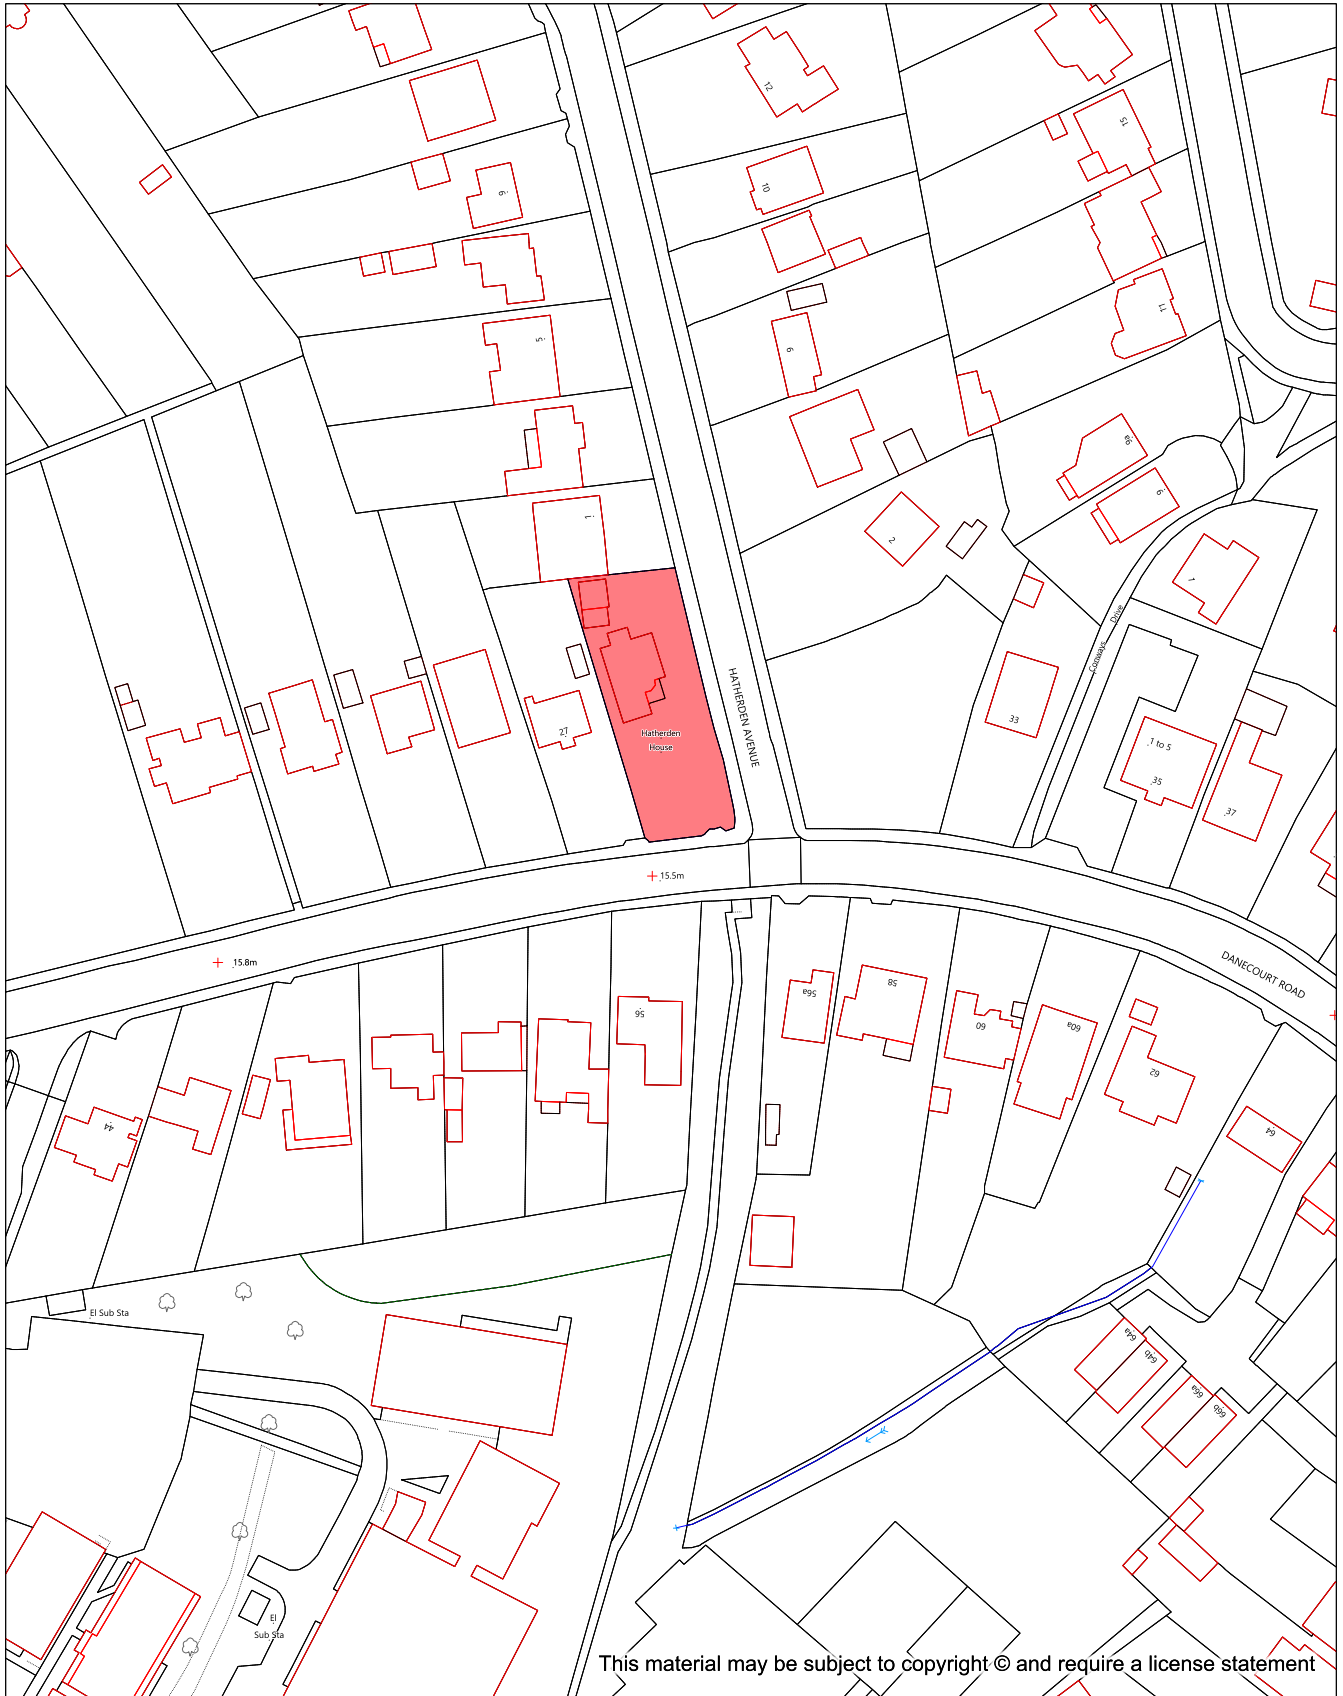 12
15
10
9
11
5
6
9a
9
1
2
7
Conways Drive
HATHERDEN AVENUE
33
27
Hatherden
House
1 to 5
35
37
15.5m
15.8m
DANECOURT ROAD
56
56a
58
60
60a
62
44
64
El Sub Sta
64a
64b
66a
66b
El
Sub Sta
This material may be subject to copyright © and require a license statement